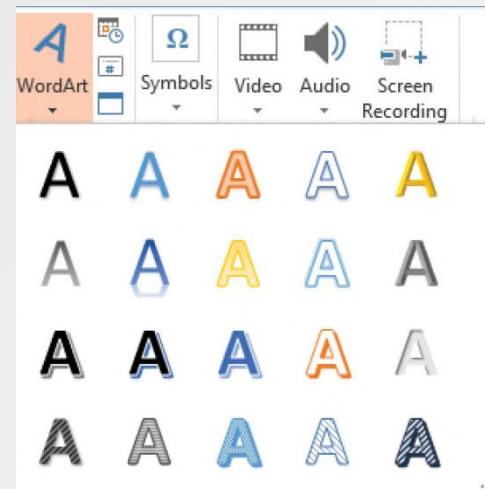 WordArt
Symbols
Video
Audio
Screen
Recording
Ω
#
A A A A A
A A A A A
A A A A A
A A A A A